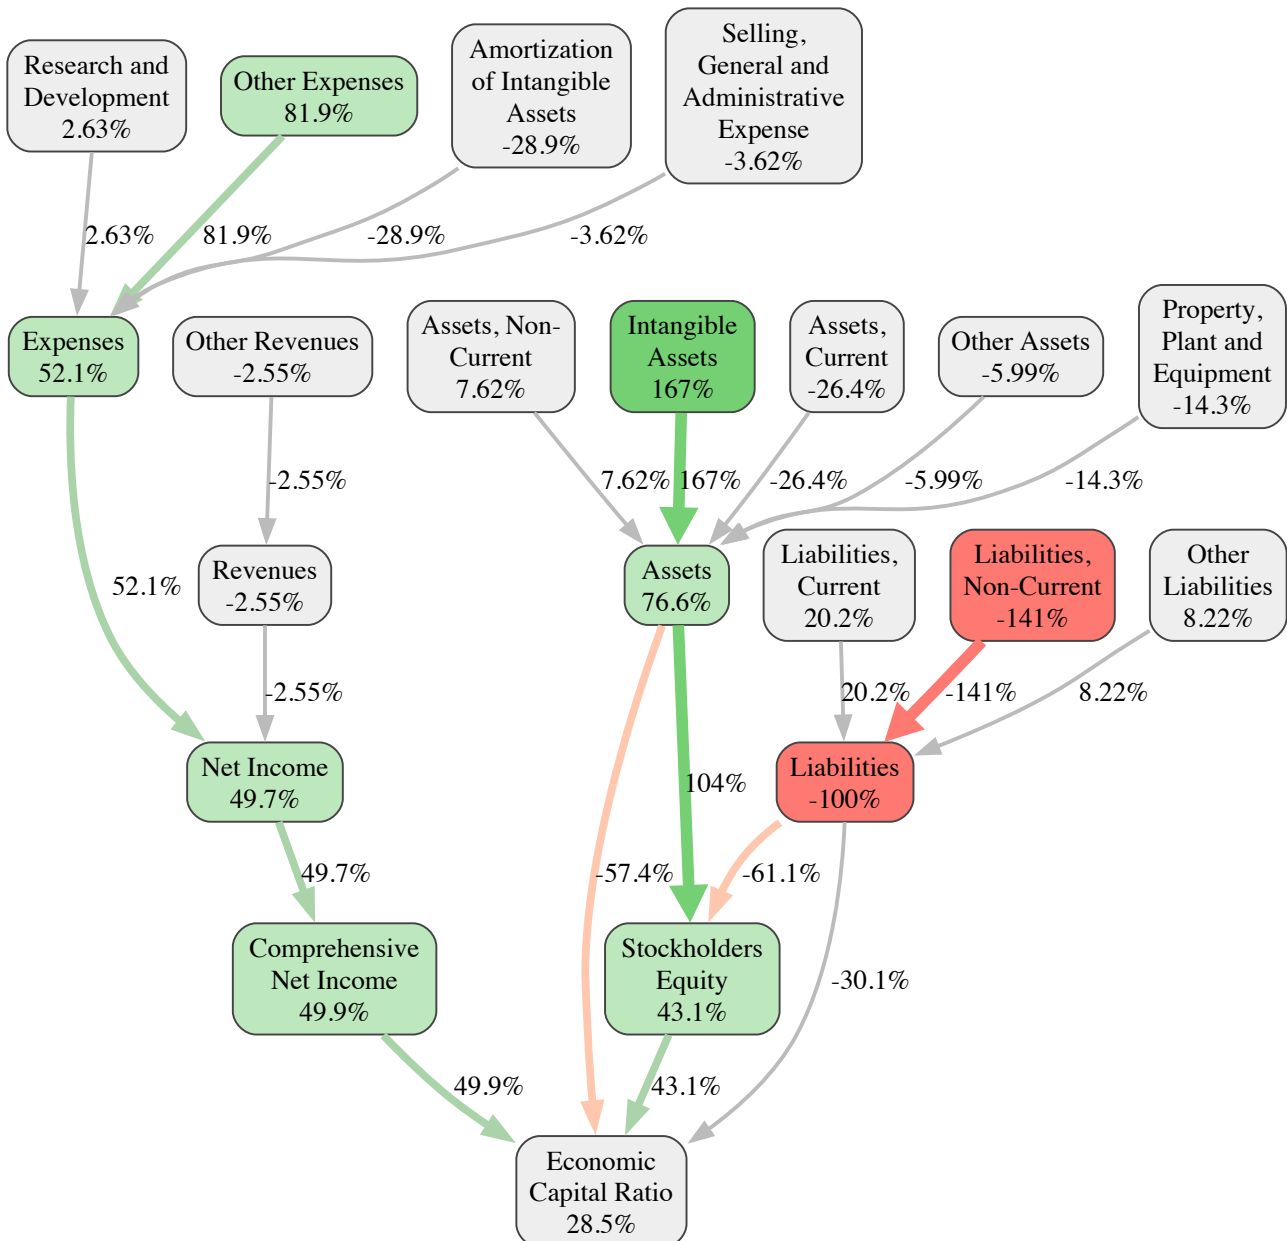 Research and
Development
2.63%
Other Expenses
81.9%
Amortization
of Intangible
Assets
-28.9%
Selling,
General and
Administrative
Expense
-3.62%
2.63%
81.9%
-28.9%
-3.62%
Expenses
52.1%
Other Revenues
-2.55%
Assets, Non-
Current
7.62%
Intangible
Assets
167%
Assets,
Current
-26.4%
Other Assets
-5.99%
Property,
Plant and
Equipment
-14.3%
-2.55%
7.62%
167%
-26.4%
-5.99%
-14.3%
52.1%
Revenues
-2.55%
Assets
76.6%
Liabilities,
Current
20.2%
Liabilities,
Non-Current
-141%
Other
Liabilities
8.22%
-2.55%
20.2%
-141%
8.22%
Net Income
49.7%
104%
Liabilities
-100%
49.7%
-57.4%
-61.1%
Comprehensive
Net Income
49.9%
Stockholders
Equity
43.1%
-30.1%
49.9%
43.1%
Economic
Capital Ratio
28.5%